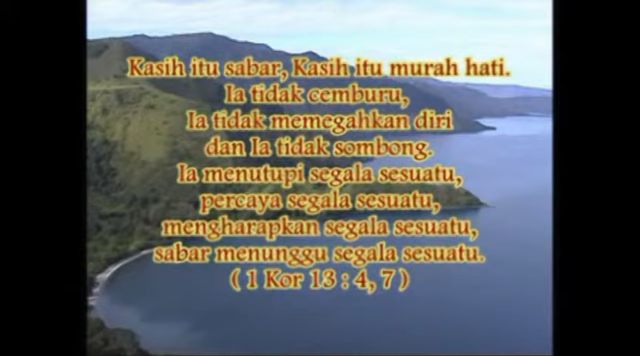 Kasih itu sabar, Kasih itu murah hati.
Ia tidak cemburu,
Ia tidak memegahkan diri
dan Ia tidak sombong.
Ia menutupi segala sesuatu,
percaya segala sesuatu,
mengharapkan segala sesuatu,
sabar menunggu segala sesuatu.
( 1 Kor 13 : 4, 7 )